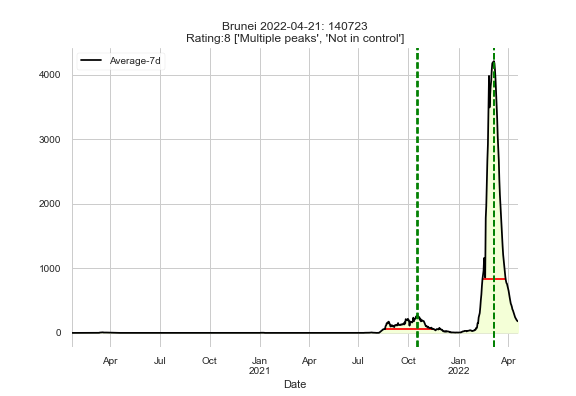 Brunei 2022-04-21: 140723
Rating:8 ['Multiple peaks', 'Not in control']
Average-7d
4000
3000
2000
1000
0
Apr Jul Oct Jan Apr Jul Oct Jan Apr
2021 2022
Date